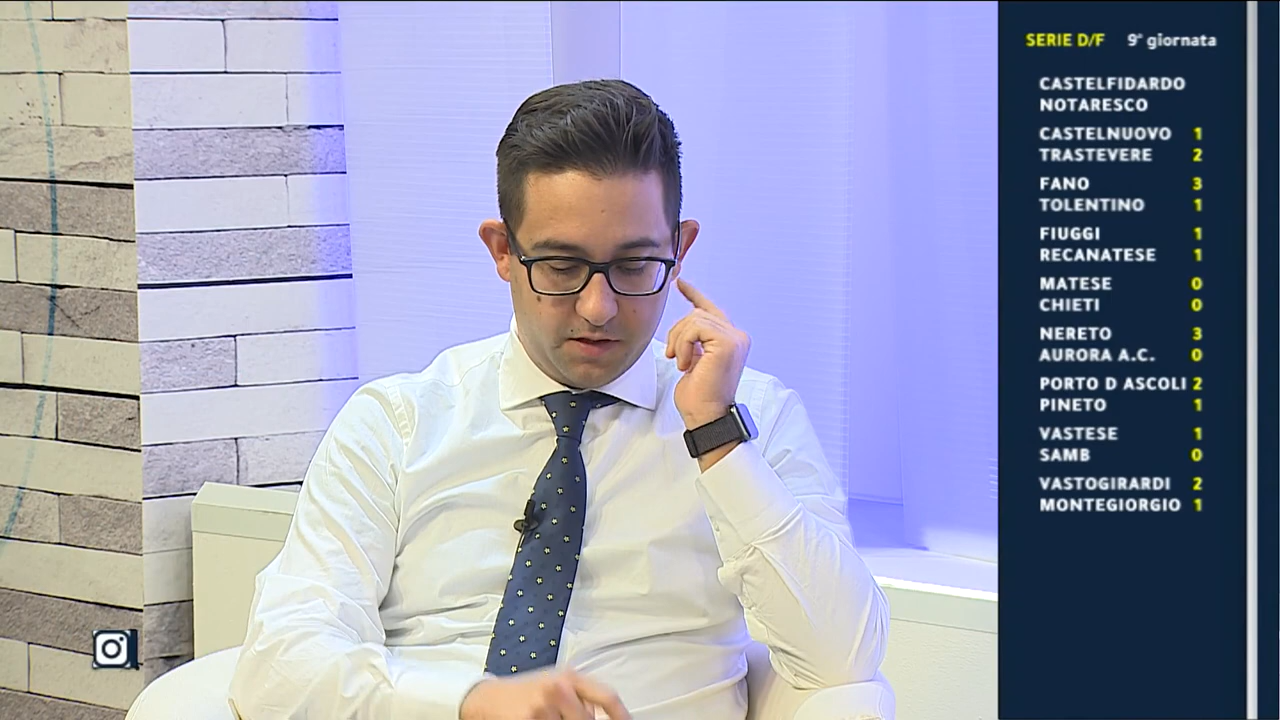 SERIE D/F 9ª giornata
CASTELFIDARDO
NOTARESCO
CASTELNUOVO 1
TRASTEVERE 2
FANO 3
TOLENTINO 1
FIUGGI 1
RECANATESE 1
MATESE 0
CHIETI 0
NERETO 3
AURORA A.C. 0
PORTO D ASCOLI 2
PINETO 1
VASTESE 1
SAMB 0
VASTOGIRARDI 2
MONTEGIORGIO 1